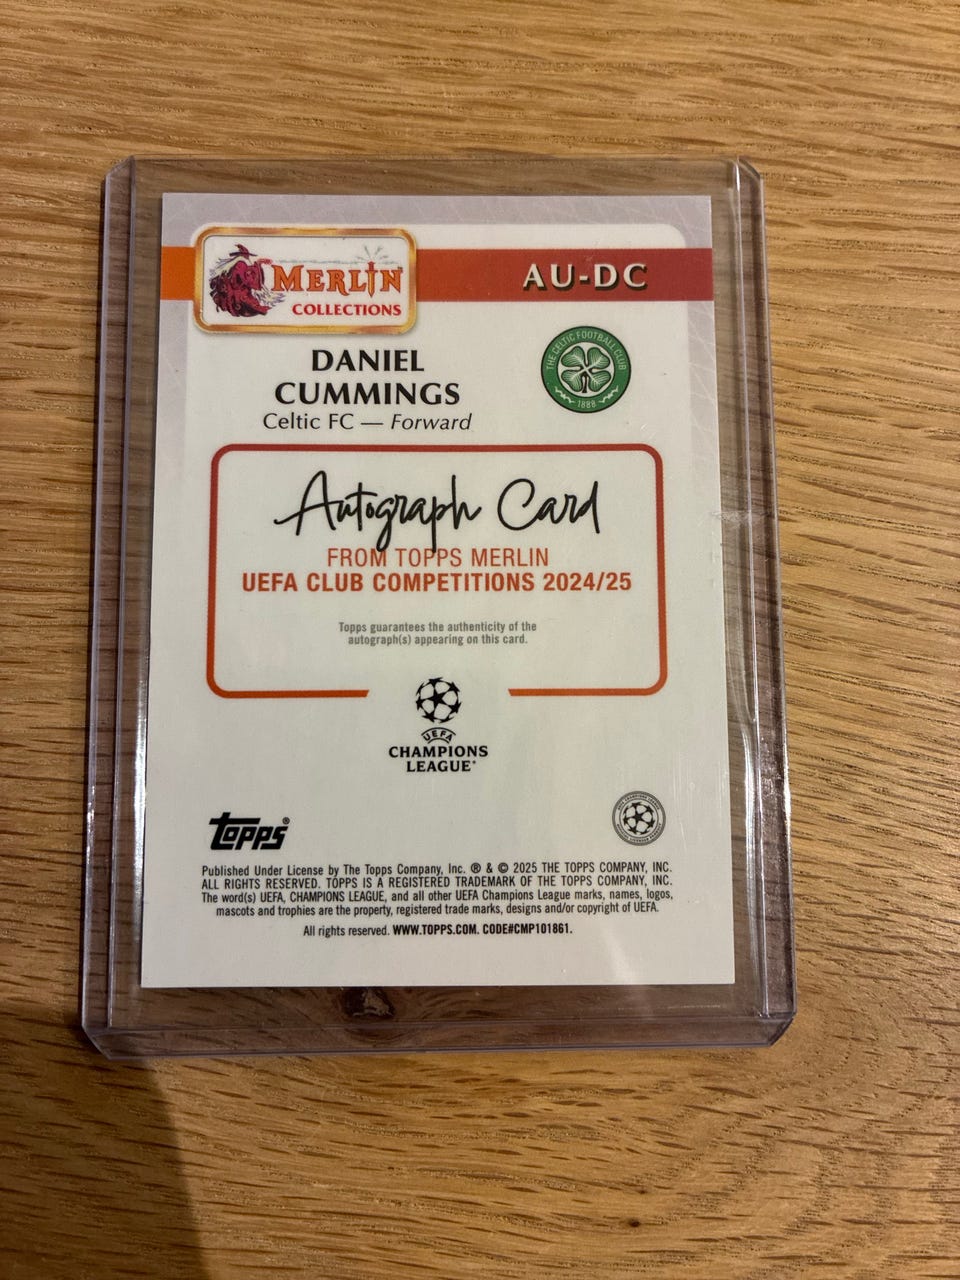 MERLIN
COLLECTIONS
AU-DC
DANIEL
CUMMINGS
Celtic FC — Forward
THE CELTIC FOOTBALL CLUB
1888
Autograph Card
FROM TOPPS MERLIN
UEFA CLUB COMPETITIONS 2024/25
Topps guarantees the authenticity of the
autograph(s) appearing on this card.
UEFA
CHAMPIONS
LEAGUE®
topps®
Published Under License by The Topps Company, Inc. ® & © 2025 THE TOPPS COMPANY, INC.
ALL RIGHTS RESERVED. TOPPS IS A REGISTERED TRADEMARK OF THE TOPPS COMPANY, INC.
The word(s) UEFA, CHAMPIONS LEAGUE, and all other UEFA Champions League marks, names, logos,
mascots and trophies are the property, registered trade marks, designs and/or copyright of UEFA.
All rights reserved. WWW.TOPPS.COM. CODE#CMP101861.